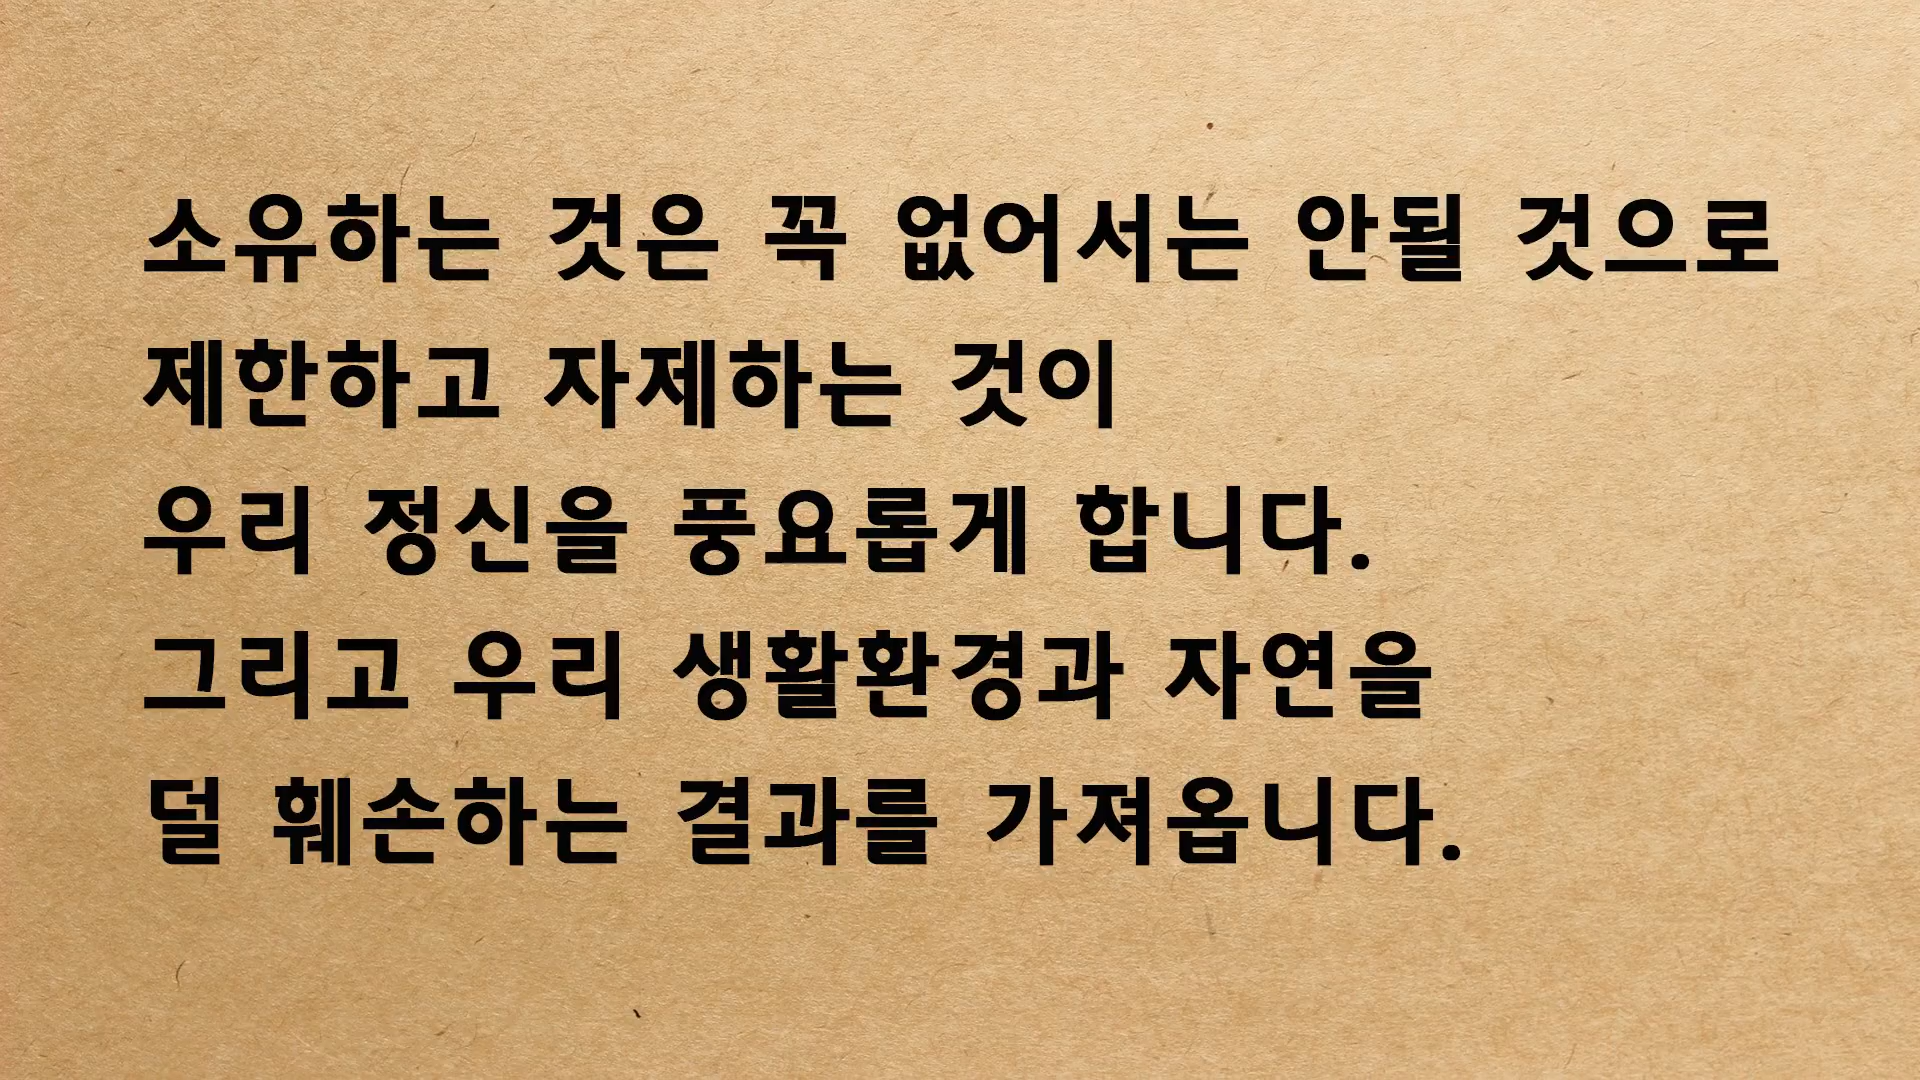 소유하는 것은 꼭 없어서는 안될 것으로
제한하고 자제하는 것이
우리 정신을 풍요롭게 합니다.
그리고 우리 생활환경과 자연을
덜 훼손하는 결과를 가져옵니다.